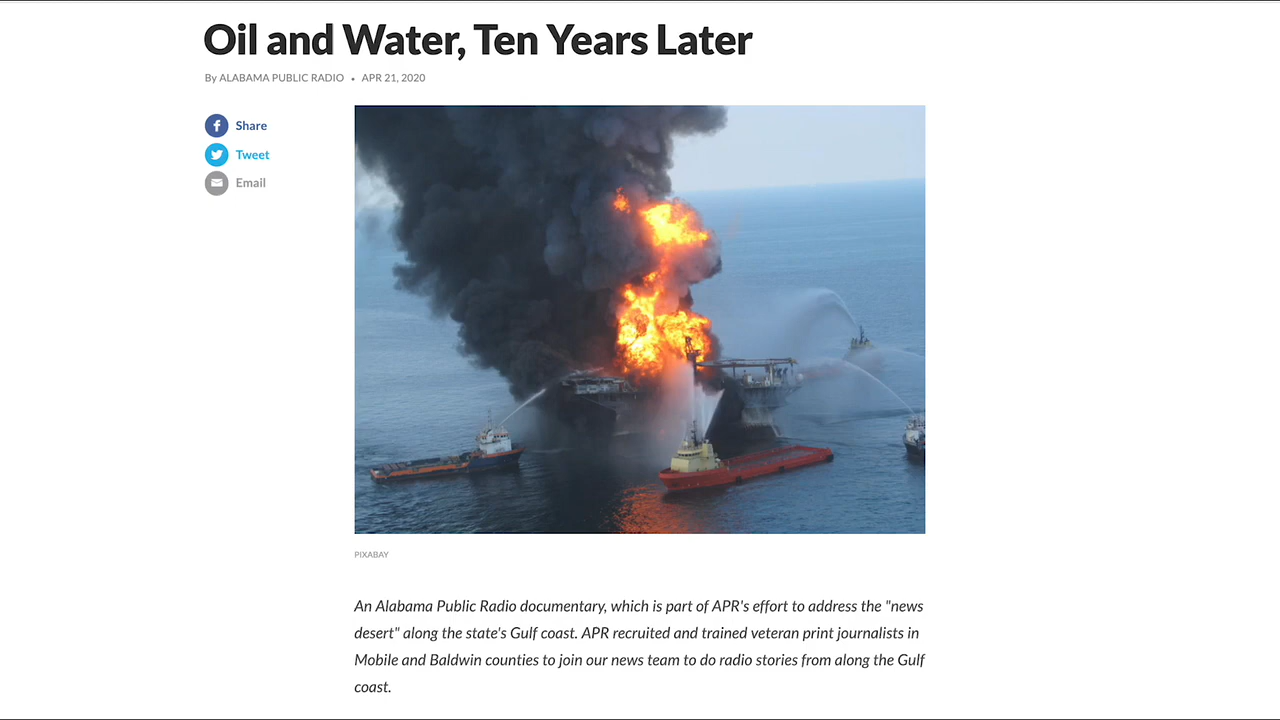 Oil and Water, Ten Years Later
By ALABAMA PUBLIC RADIO • APR 21, 2020
Share
Tweet
Email
PIXABAY
An Alabama Public Radio documentary, which is part of APR's effort to address the "news
desert" along the state's Gulf coast. APR recruited and trained veteran print journalists in
Mobile and Baldwin counties to join our news team to do radio stories from along the Gulf
coast.